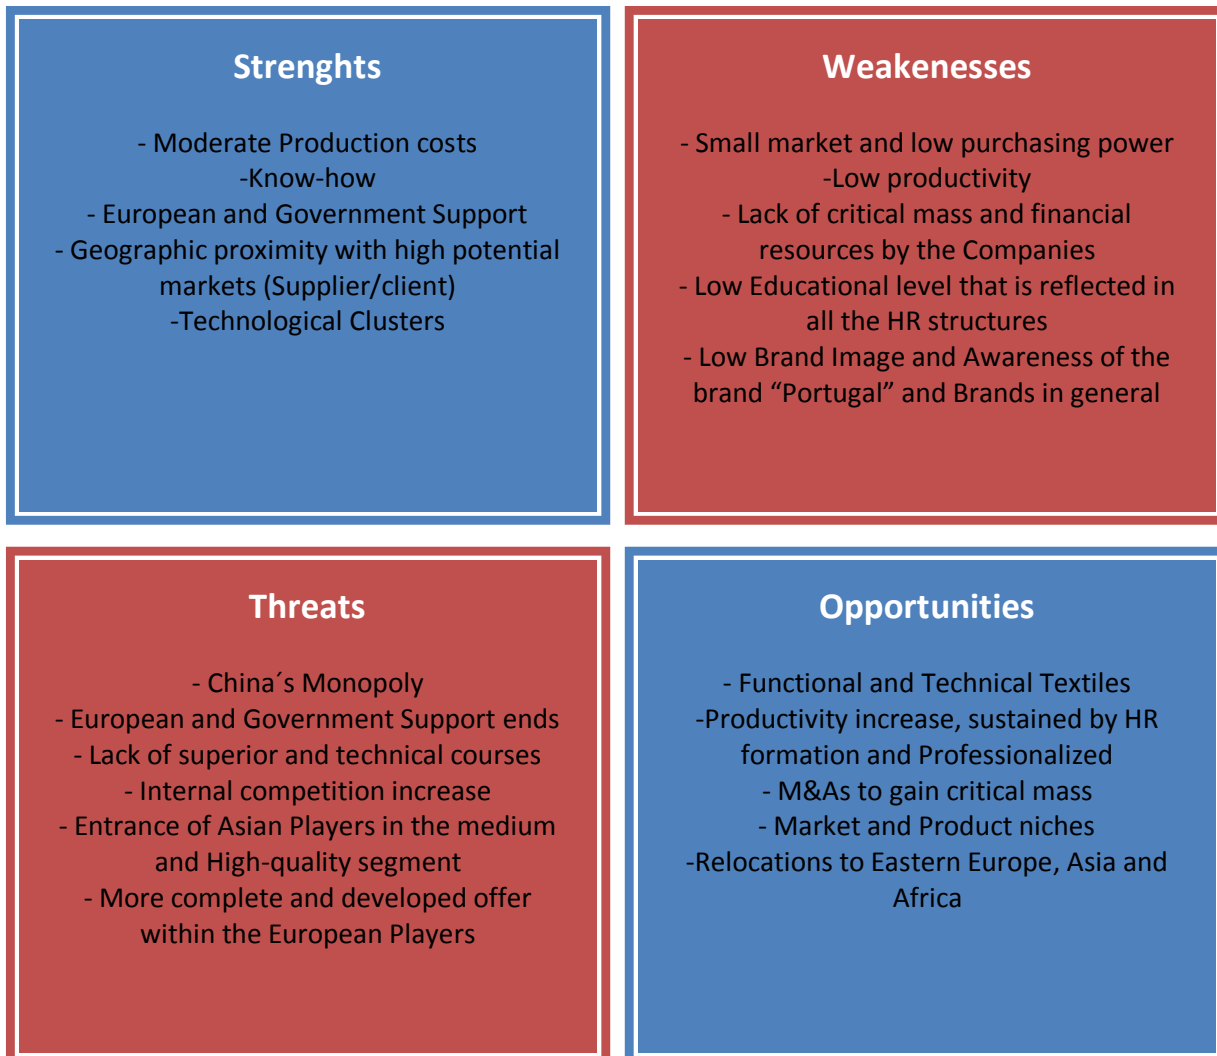 Strenghts
- Moderate Production costs
-Know-how
- European and Government Support
- Geographic proximity with high potential
markets (Supplier/client)
-Technological Clusters
Weakenesses
- Small market and low purchasing power
-Low productivity
- Lack of critical mass and financial
resources by the Companies
- Low Educational level that is reflected in
all the HR structures
- Low Brand Image and Awareness of the
brand “Portugal” and Brands in general
Threats
- China´s Monopoly
- European and Government Support ends
- Lack of superior and technical courses
- Internal competition increase
- Entrance of Asian Players in the medium
and High-quality segment
- More complete and developed offer
within the European Players
Opportunities
- Functional and Technical Textiles
-Productivity increase, sustained by HR
formation and Professionalized
- M&As to gain critical mass
- Market and Product niches
-Relocations to Eastern Europe, Asia and
Africa